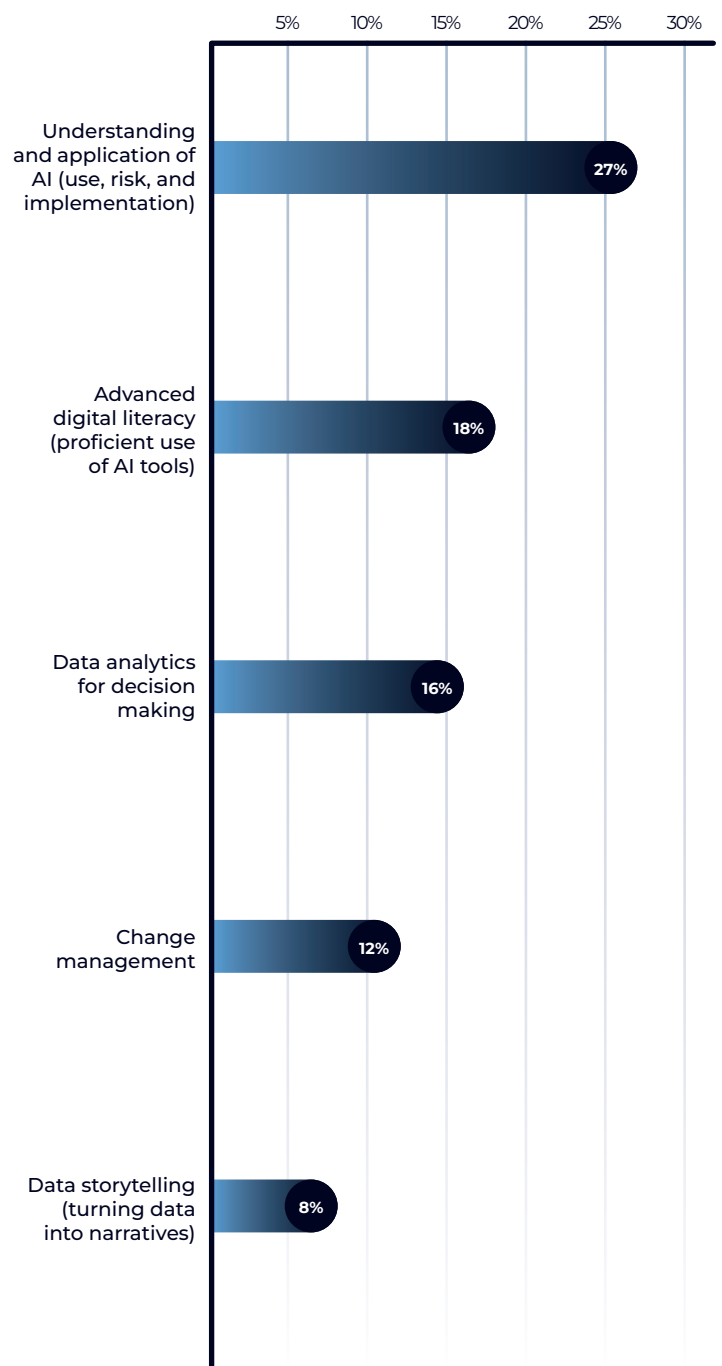 5% 10% 15% 20% 25% 30%
Understanding
and application of
AI (use, risk, and
implementation)
27%
Advanced
digital literacy
(proficient use
of AI tools)
18%
Data analytics
for decision
making
16%
Change
management
12%
Data storytelling
(turning data
into narratives)
8%